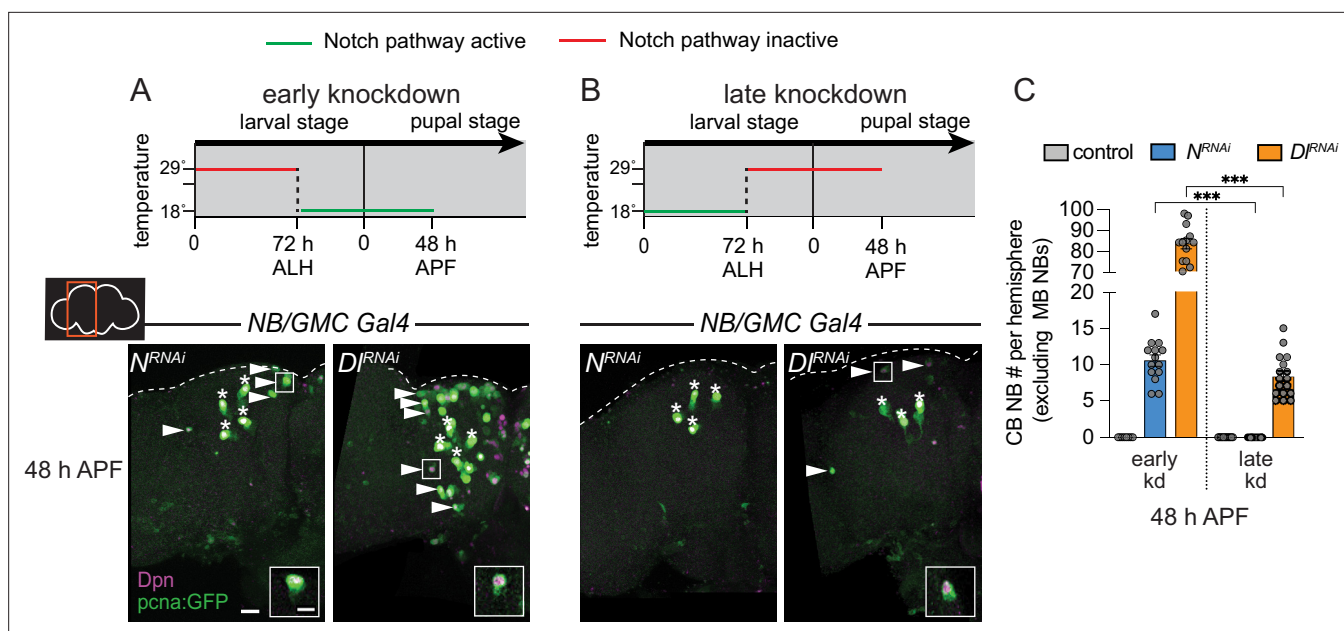 Notch pathway active
Notch pathway inactive
A
early knockdown
larval stage
pupal stage
temperature
29°
18°
0
72 h
ALH
0
48 h
APF
B
late knockdown
larval stage
pupal stage
temperature
29°
18°
0
72 h
ALH
0
48 h
APF
NB/GMC Gal4
NB/GMC Gal4
48 h APF
N^RNAi
* * * *
Dl^RNAi
* * * * * *
N^RNAi
* * * *
Dl^RNAi
* * *
Dpn
pcna:GFP
C
control
N^RNAi
Dl^RNAi
***
***
CB NB # per hemisphere
(excluding MB NBs)
100
90
80
70
20
15
10
5
0
early
kd
late
kd
48 h APF